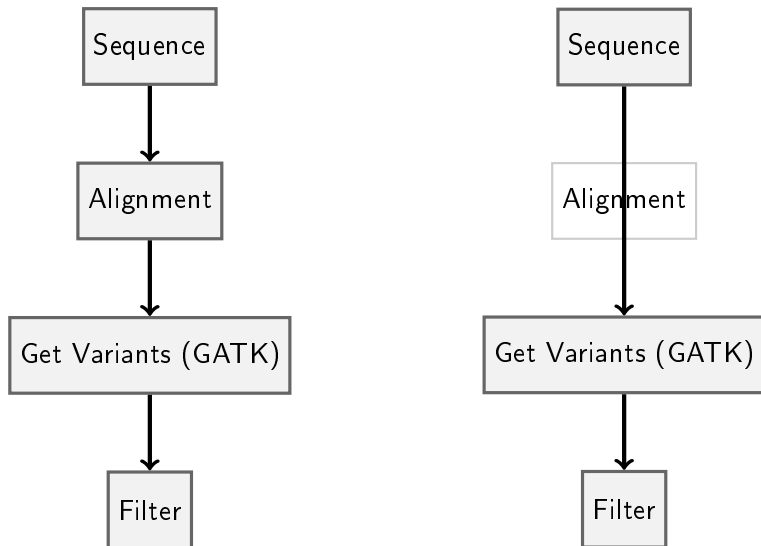 Sequence
Alignment
Get Variants (GATK)
Filter
Sequence
Alignment
Get Variants (GATK)
Filter